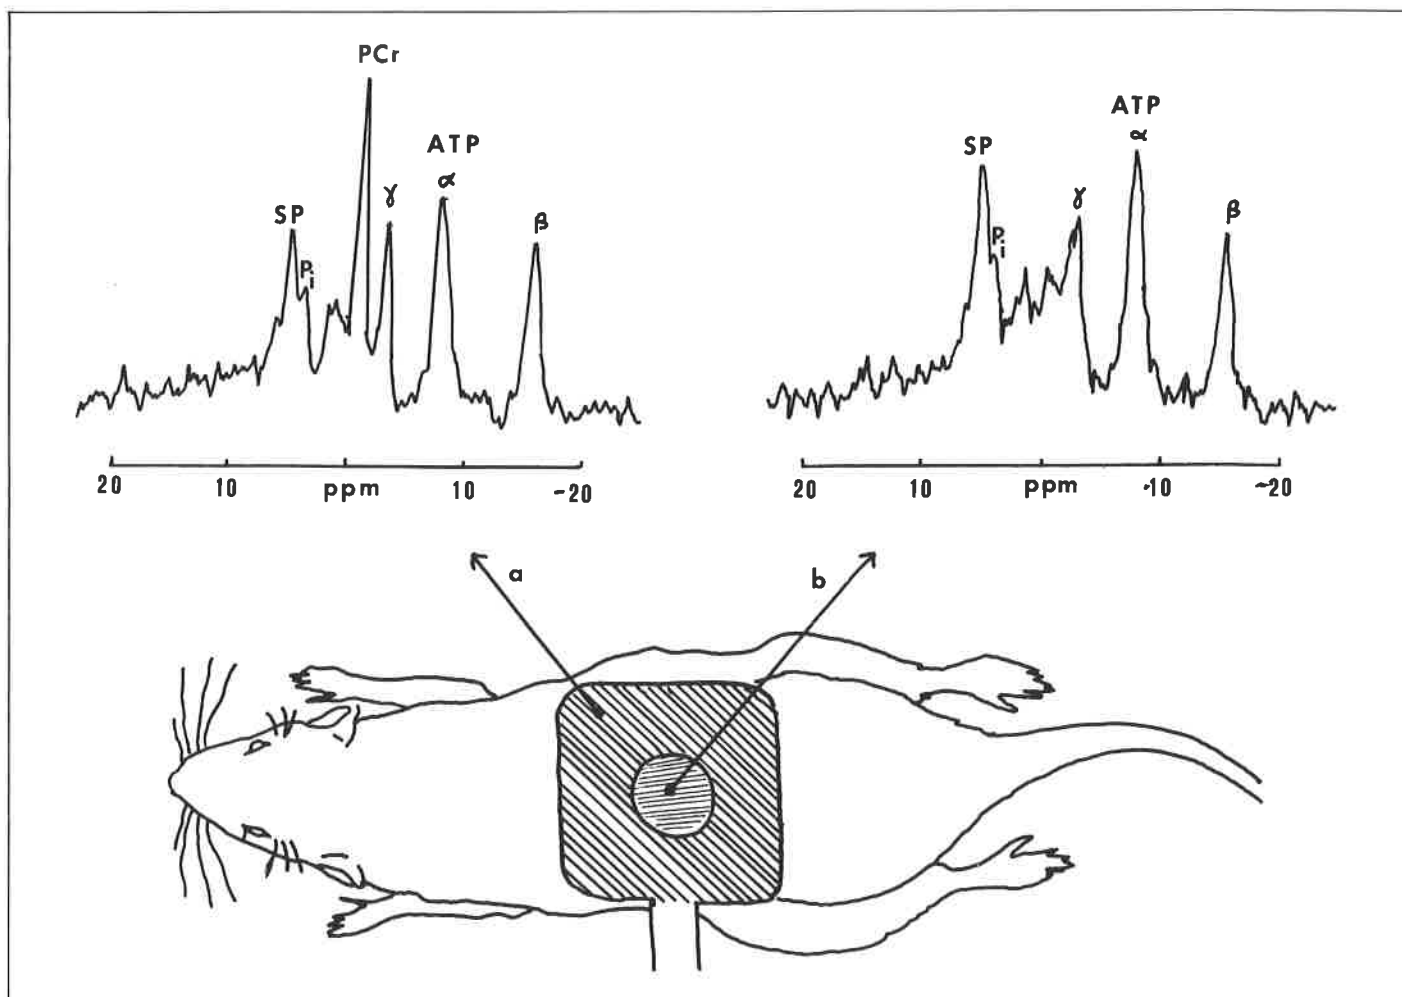 PCr
ATP
γ
α
β
SP
Pi
20 10 ppm 10 -20
ATP
α
SP
γ
β
Pi
20 10 ppm -10 -20
a
b